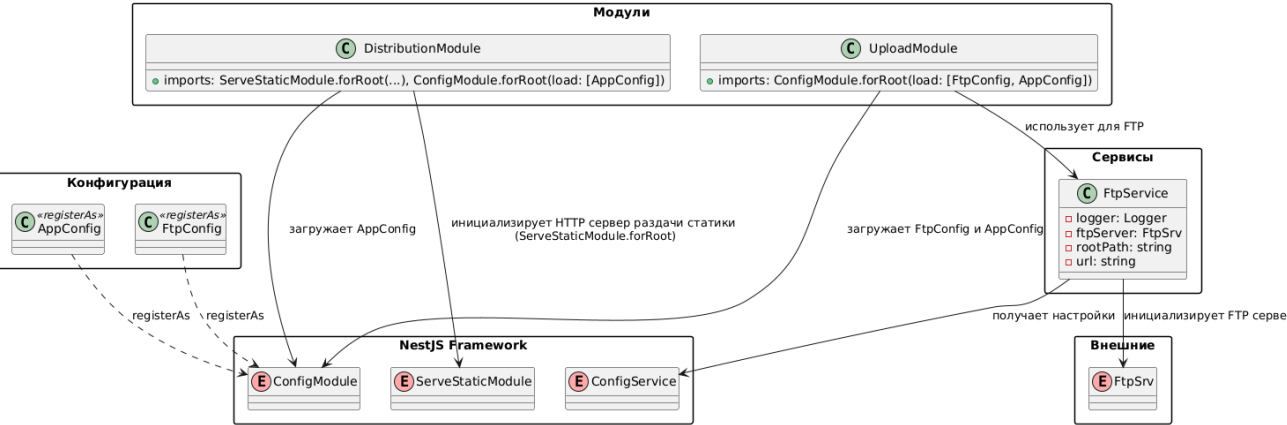 Модули
C DistributionModule
imports: ServeStaticModule.forRoot(...), ConfigModule.forRoot(load: [AppConfig])
C UploadModule
imports: ConfigModule.forRoot(load: [FtpConfig, AppConfig])
использует для FTP
Сервисы
C FtpService
logger: Logger
ftpServer: FtpSrv
rootPath: string
url: string
Конфигурация
C «registerAs»
AppConfig
C «registerAs»
FtpConfig
загружает AppConfig
инициализирует HTTP сервер раздачи статики
(ServeStaticModule.forRoot)
загружает FtpConfig и AppConfig
registerAs
registerAs
получает настройки
инициализирует FTP серве
NestJS Framework
E ConfigModule
E ServeStaticModule
E ConfigService
Внешние
E FtpSrv